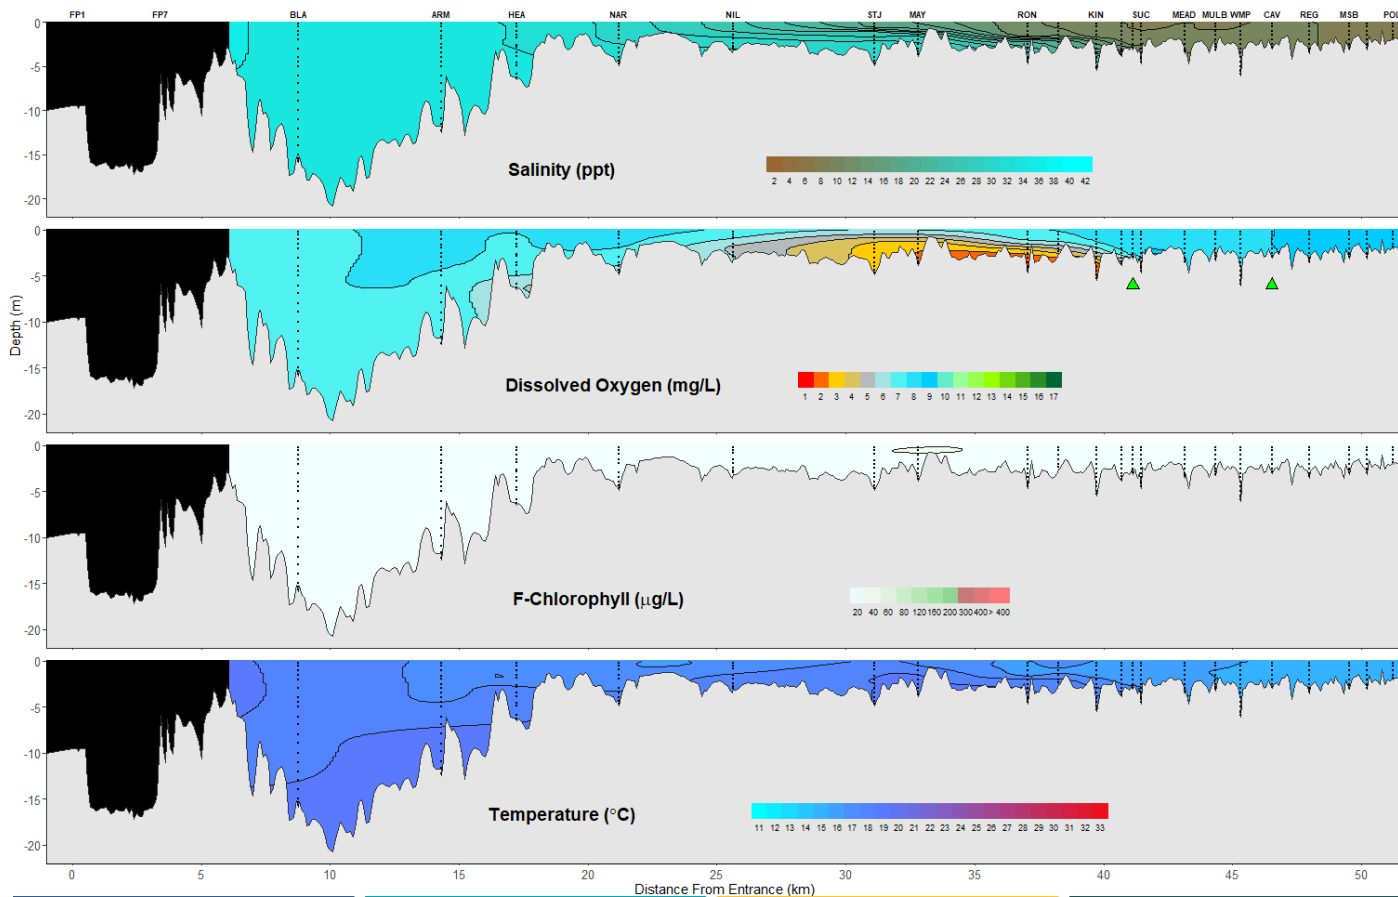 FP1 FP7 BLA ARM HEA NAR NIL STJ MAY RON KIN SUC MEAD MULB WMP CAV REG MSB POL
0
-5
-10
-15
-20
Salinity (ppt)
2 4 6 8 10 12 14 16 18 20 22 24 26 28 30 32 34 36 38 40 42
0
-5
-10
-15
-20
Depth (m)
Dissolved Oxygen (mg/L)
1 2 3 4 5 6 7 8 9 10 11 12 13 14 15 16 17
0
-5
-10
-15
-20
F-Chlorophyll (μg/L)
20 40 60 80 120 160 200 300 400 > 400
0
-5
-10
-15
-20
Temperature (°C)
11 12 13 14 15 16 17 18 19 20 21 22 23 24 25 26 27 28 29 30 31 32 33
0 5 10 15 20 25 30 35 40 45 50
Distance From Entrance (km)